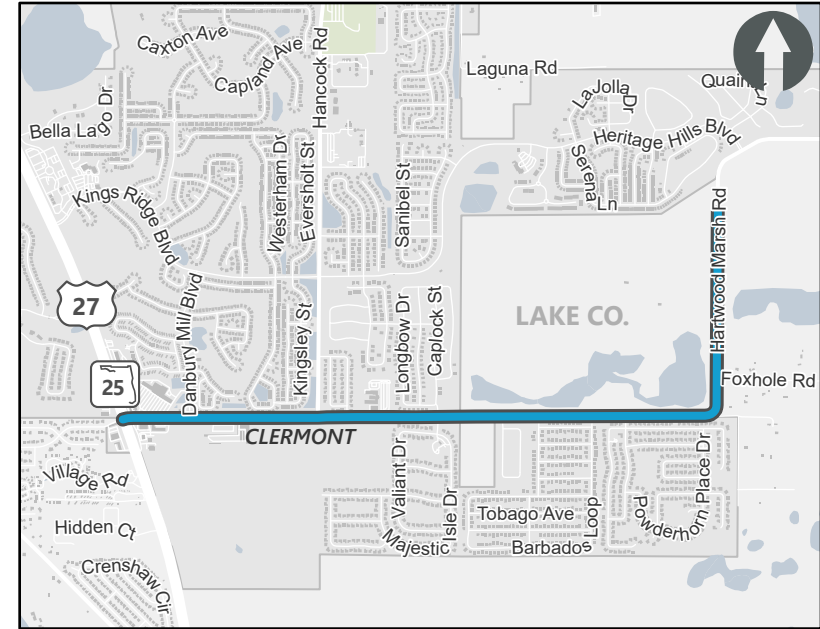 Caxton Ave
Capland Ave
Hancock Rd
Laguna Rd
La Jolla Dr
Bella Lago Dr
Heritage Hills Blvd
Westerham Dr
Eversholt St
Sanibel St
Serena Ln
Kings Ridge Blvd
Hartwood Marsh Rd
27
Danbury Mill Blvd
Kingsley St
Longbow Dr
Caplock St
LAKE CO.
25
Foxhole Rd
CLERMONT
Village Rd
Valiant Dr
Isle Dr
Majestic
Tobago Ave
Barbados Loop
Powderhorn Place Dr
Hidden Ct
Crenshaw Cir